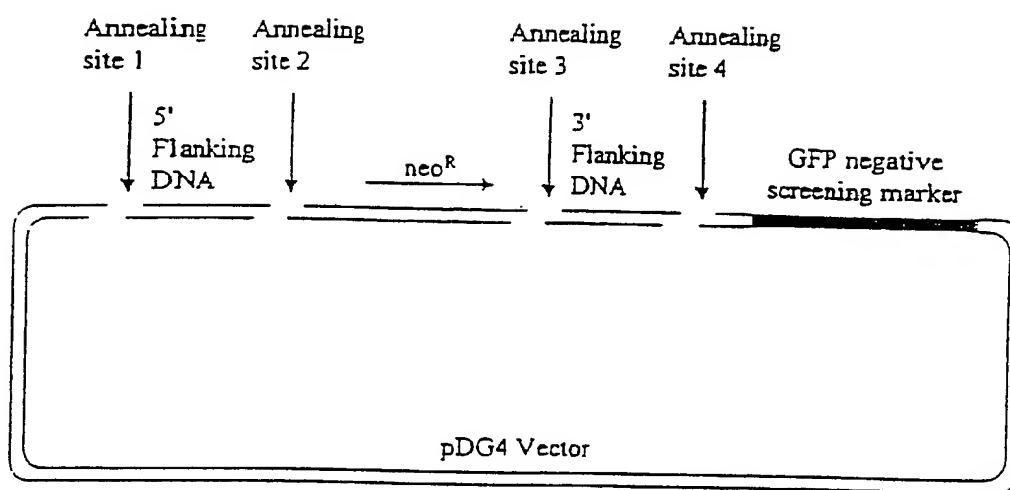 Annealing
site 1
Annealing
site 2
Annealing
site 3
Annealing
site 4
5'
Flanking
DNA
neoR
3'
Flanking
DNA
GFP negative
screening marker
pDG4 Vector